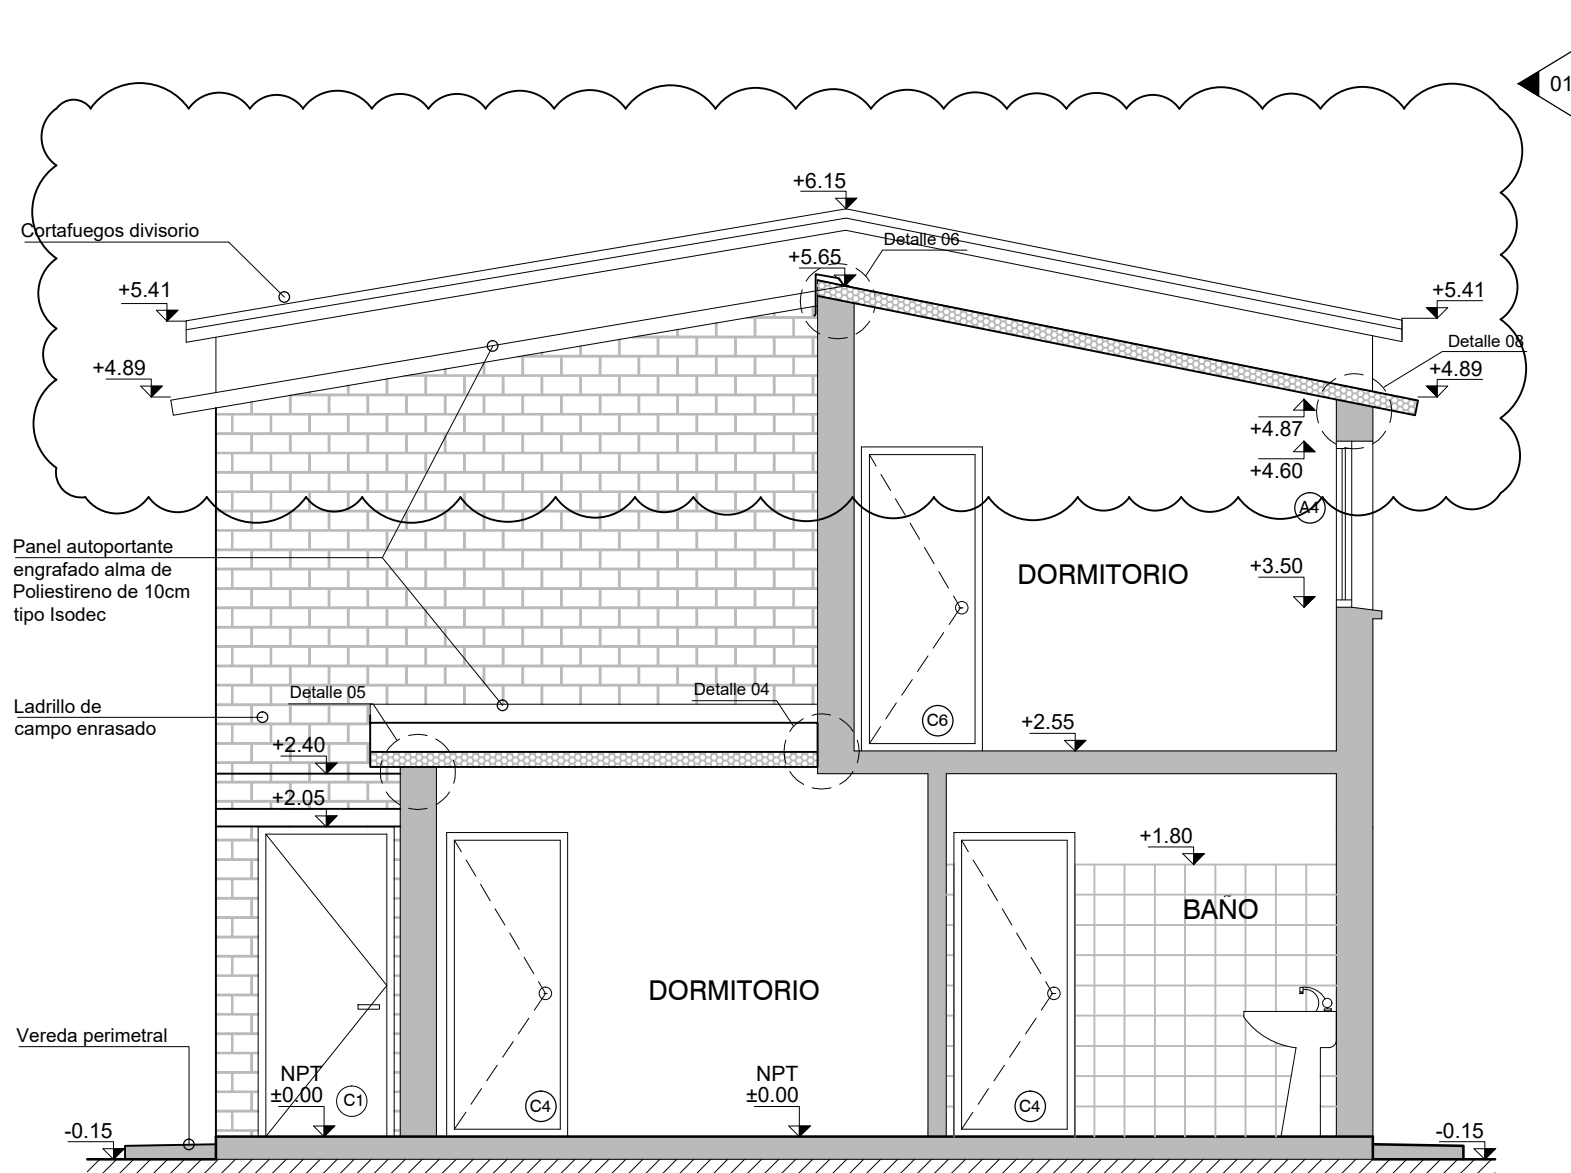 01
+6.15
Cortafuegos divisorio
Detalle 06
+5.65
+5.41
+5.41
Detalle 08
+4.89
+4.89
+4.87
+4.60
A4
Panel autoportante
engrafado alma de
Poliestireno de 10cm
tipo Isodec
DORMITORIO
+3.50
Detalle 05
Detalle 04
Ladrillo de
campo enrasado
C6
+2.55
+2.40
+2.05
+1.80
BAÑO
DORMITORIO
Vereda perimetral
NPT
±0.00
C1
C4
NPT
±0.00
C4
-0.15
-0.15